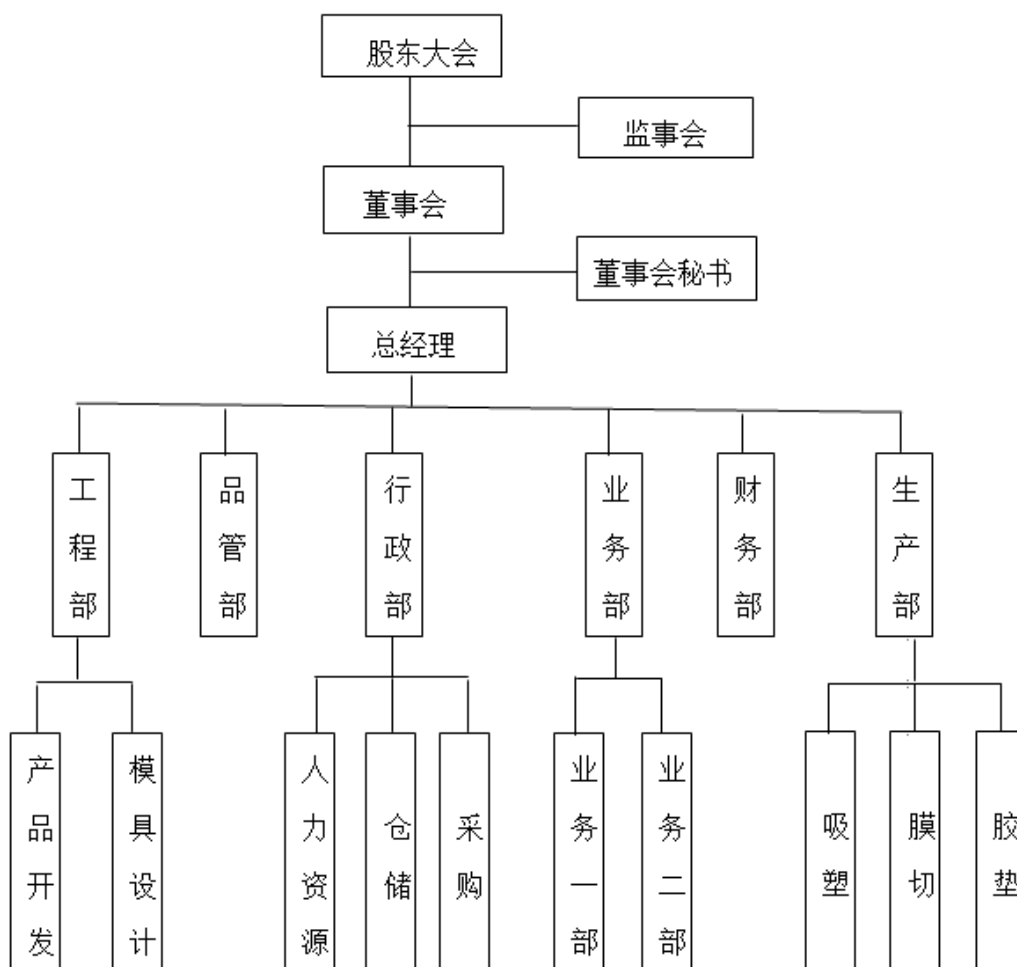 股东大会
监事会
董事会
董事会秘书
总经理
工程部
品管部
行政部
业务部
财务部
生产部
产品开发
模具设计
人力资源
仓储
采购
业务一部
业务二部
吸塑
膜切
胶垫